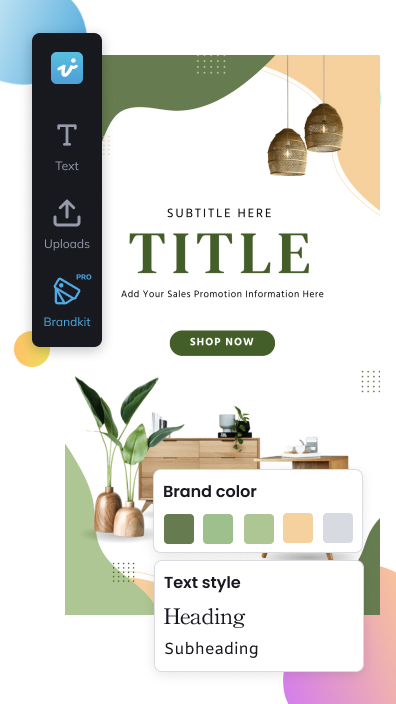 Text
Uploads
PRO
Brandkit
SUBTITLE HERE
TITLE
Add Your Sales Promotion Information Here
SHOP NOW
Brand color
Text style
Heading
Subheading